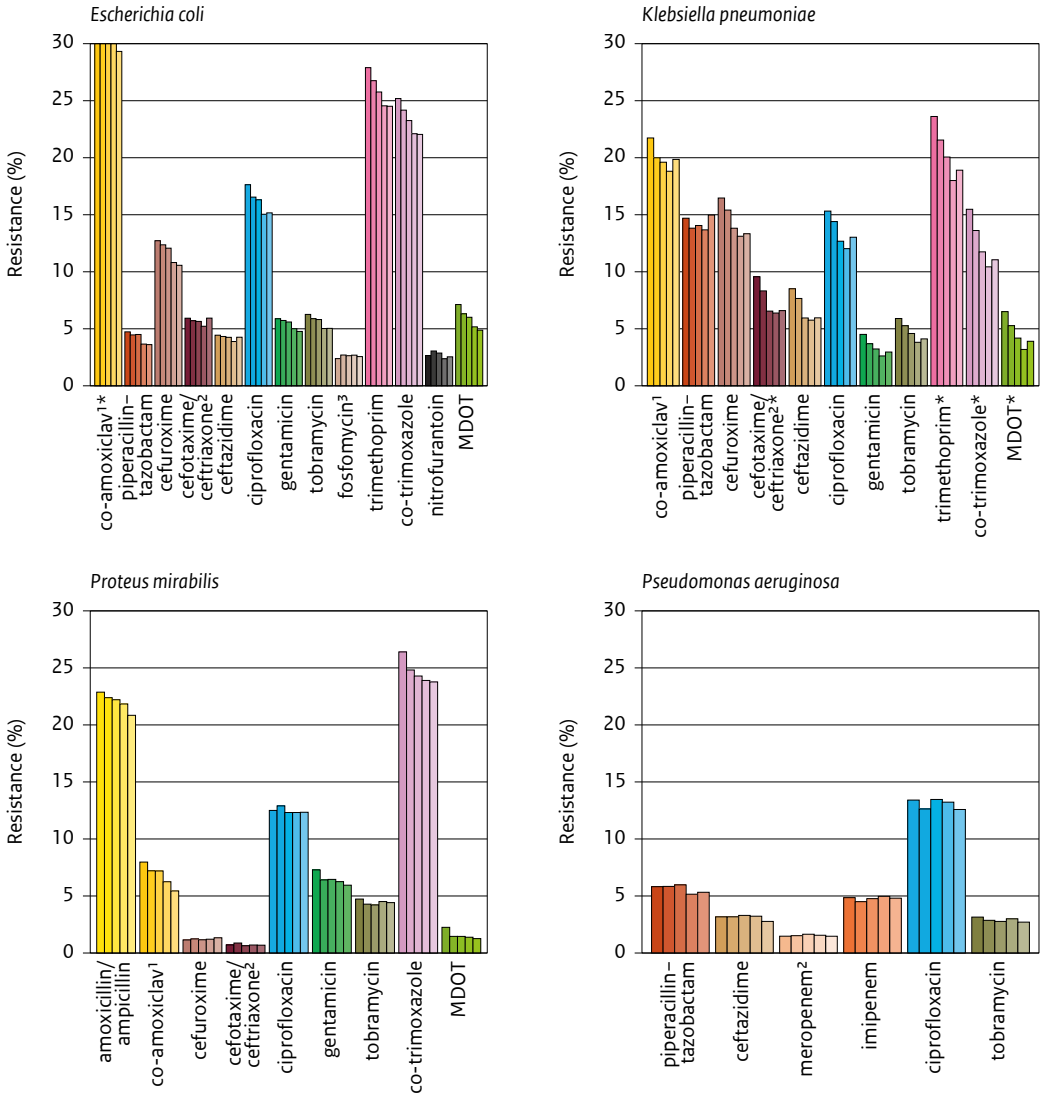 Escherichia coli
Resistance (%)
30
25
20
15
10
5
0
co-amoxiclav¹*
piperacillin–
tazobactam
cefuroxime
cefotaxime/
ceftriaxone²
ceftazidime
ciprofloxacin
gentamicin
tobramycin
fosfomycin³
trimethoprim
co-trimoxazole
nitrofurantoin
MDOT
Klebsiella pneumoniae
Resistance (%)
30
25
20
15
10
5
0
co-amoxiclav¹
piperacillin–
tazobactam
cefuroxime
cefotaxime/
ceftriaxone²*
ceftazidime
ciprofloxacin
gentamicin
tobramycin
trimethoprim*
co-trimoxazole*
MDOT*
Proteus mirabilis
Resistance (%)
30
25
20
15
10
5
0
amoxicillin/
ampicillin
co-amoxiclav¹
cefuroxime
cefotaxime/
ceftriaxone²
ciprofloxacin
gentamicin
tobramycin
co-trimoxazole
MDOT
Pseudomonas aeruginosa
Resistance (%)
30
25
20
15
10
5
0
piperacillin–
tazobactam
ceftazidime
meropenem²
imipenem
ciprofloxacin
tobramycin